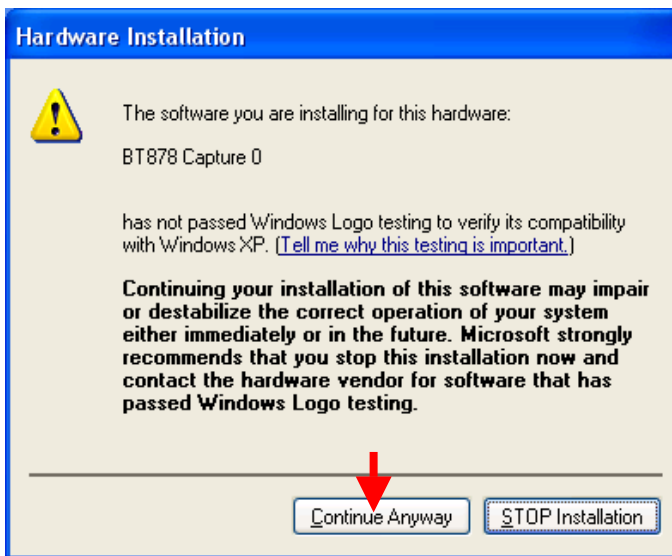 Hardware Installation
The software you are installing for this hardware:
BT878 Capture 0
has not passed Windows Logo testing to verify its compatibility
with Windows XP. (Tell me why this testing is important.)
Continuing your installation of this software may impair
or destabilize the correct operation of your system
either immediately or in the future. Microsoft strongly
recommends that you stop this installation now and
contact the hardware vendor for software that has
passed Windows Logo testing.
Continue Anyway
STOP Installation